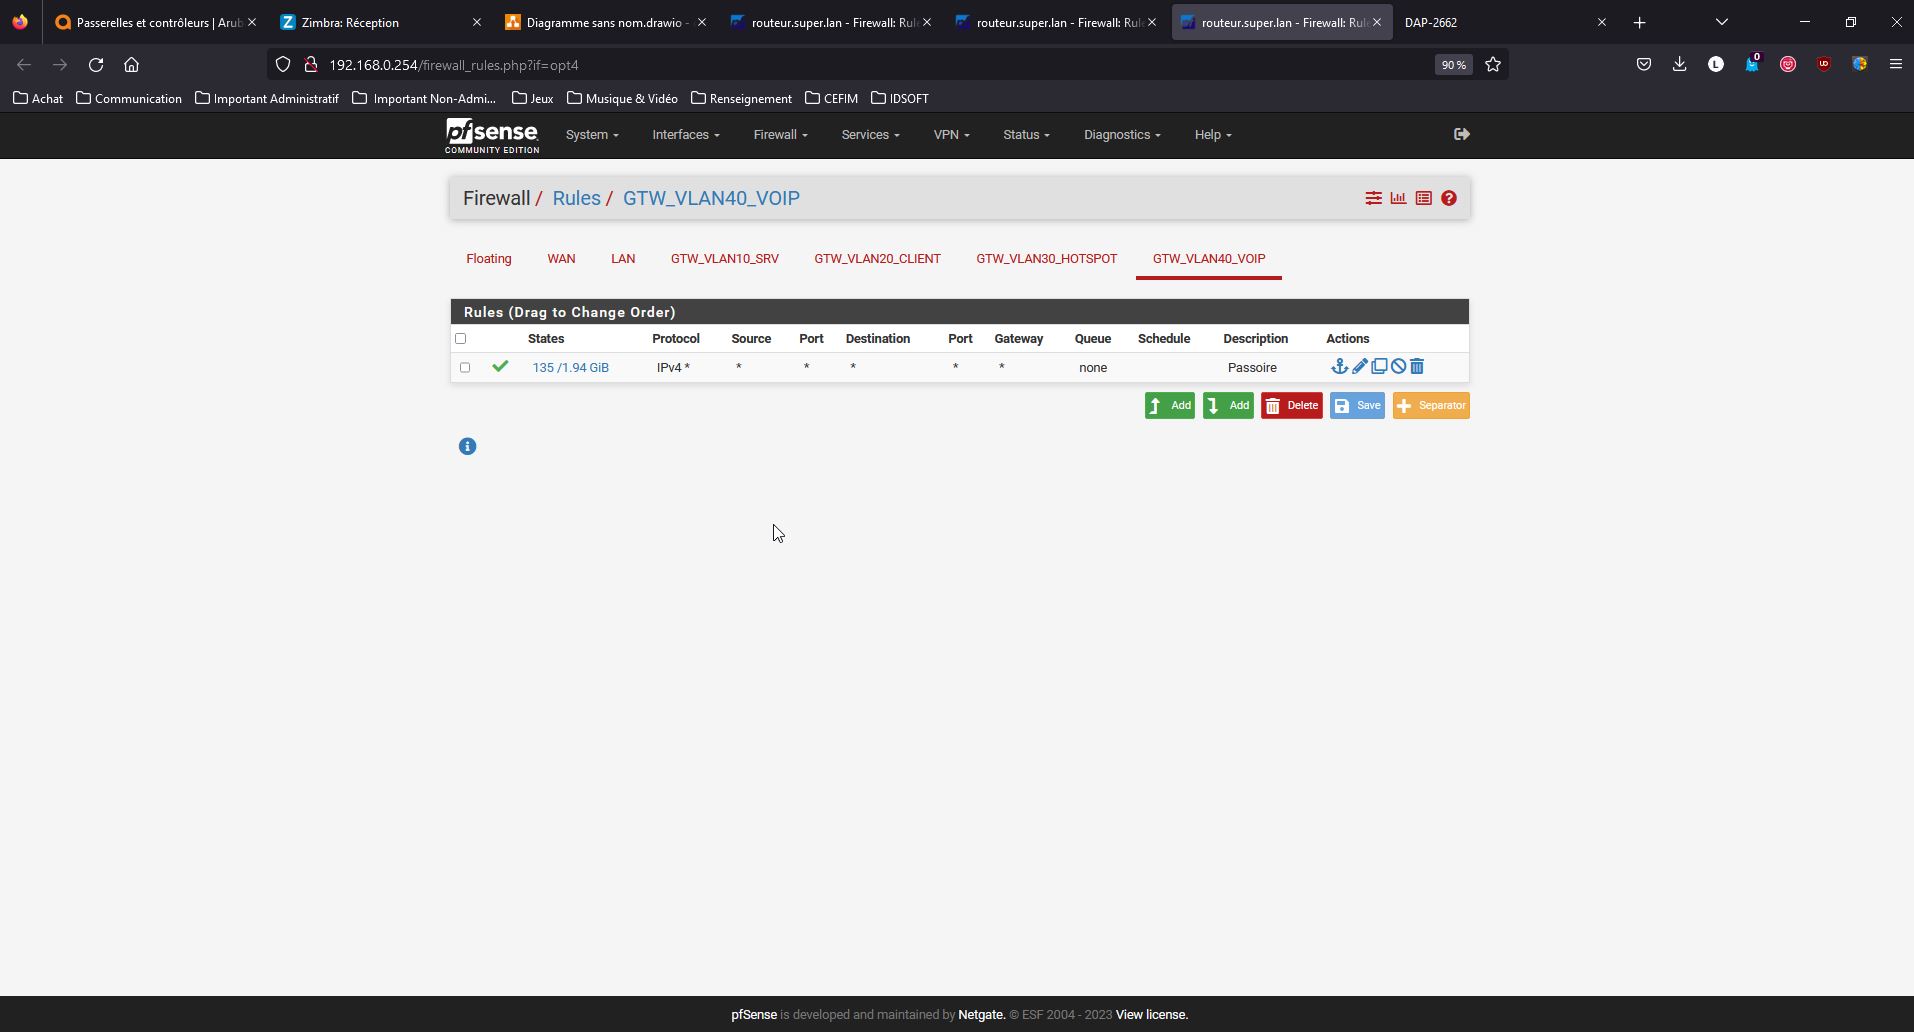 Passerelles et contrôleurs | Arub
Zimbra: Réception
Diagramme sans nom.drawio -
routeur.super.lan - Firewall: Rule
routeur.super.lan - Firewall: Rule
routeur.super.lan - Firewall: Rule
DAP-2662
192.168.0.254/firewall_rules.php?if=opt4
90 %
L
0
Achat
Communication
Important Administratif
Important Non-Admi...
Jeux
Musique & Vidéo
Renseignement
CEFIM
IDSOFT
pfsense
COMMUNITY EDITION
System
Interfaces
Firewall
Services
VPN
Status
Diagnostics
Help
Firewall / Rules / GTW_VLAN40_VOIP
Floating WAN LAN GTW_VLAN10_SRV GTW_VLAN20_CLIENT GTW_VLAN30_HOTSPOT GTW_VLAN40_VOIP
Rules (Drag to Change Order)
States Protocol Source Port Destination Port Gateway Queue Schedule Description Actions
135 /1.94 GiB IPv4 * * * * * * none Passoire
Add Add Delete Save Separator
pfSense is developed and maintained by Netgate. © ESF 2004 - 2023 View license.